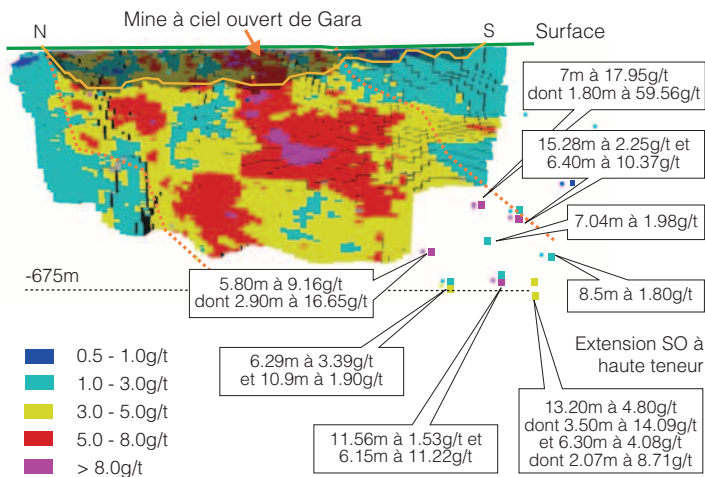 Mine à ciel ouvert de Gara
N
S
Surface
7m à 17.95g/t
dont 1.80m à 59.56g/t
15.28m à 2.25g/t et
6.40m à 10.37g/t
7.04m à 1.98g/t
8.5m à 1.80g/t
-675m
5.80m à 9.16g/t
dont 2.90m à 16.65g/t
6.29m à 3.39g/t
et 10.9m à 1.90g/t
11.56m à 1.53g/t et
6.15m à 11.22g/t
Extension SO à
haute teneur
13.20m à 4.80g/t
dont 3.50m à 14.09g/t
et 6.30m à 4.08g/t
dont 2.07m à 8.71g/t
0.5 - 1.0g/t
1.0 - 3.0g/t
3.0 - 5.0g/t
5.0 - 8.0g/t
> 8.0g/t